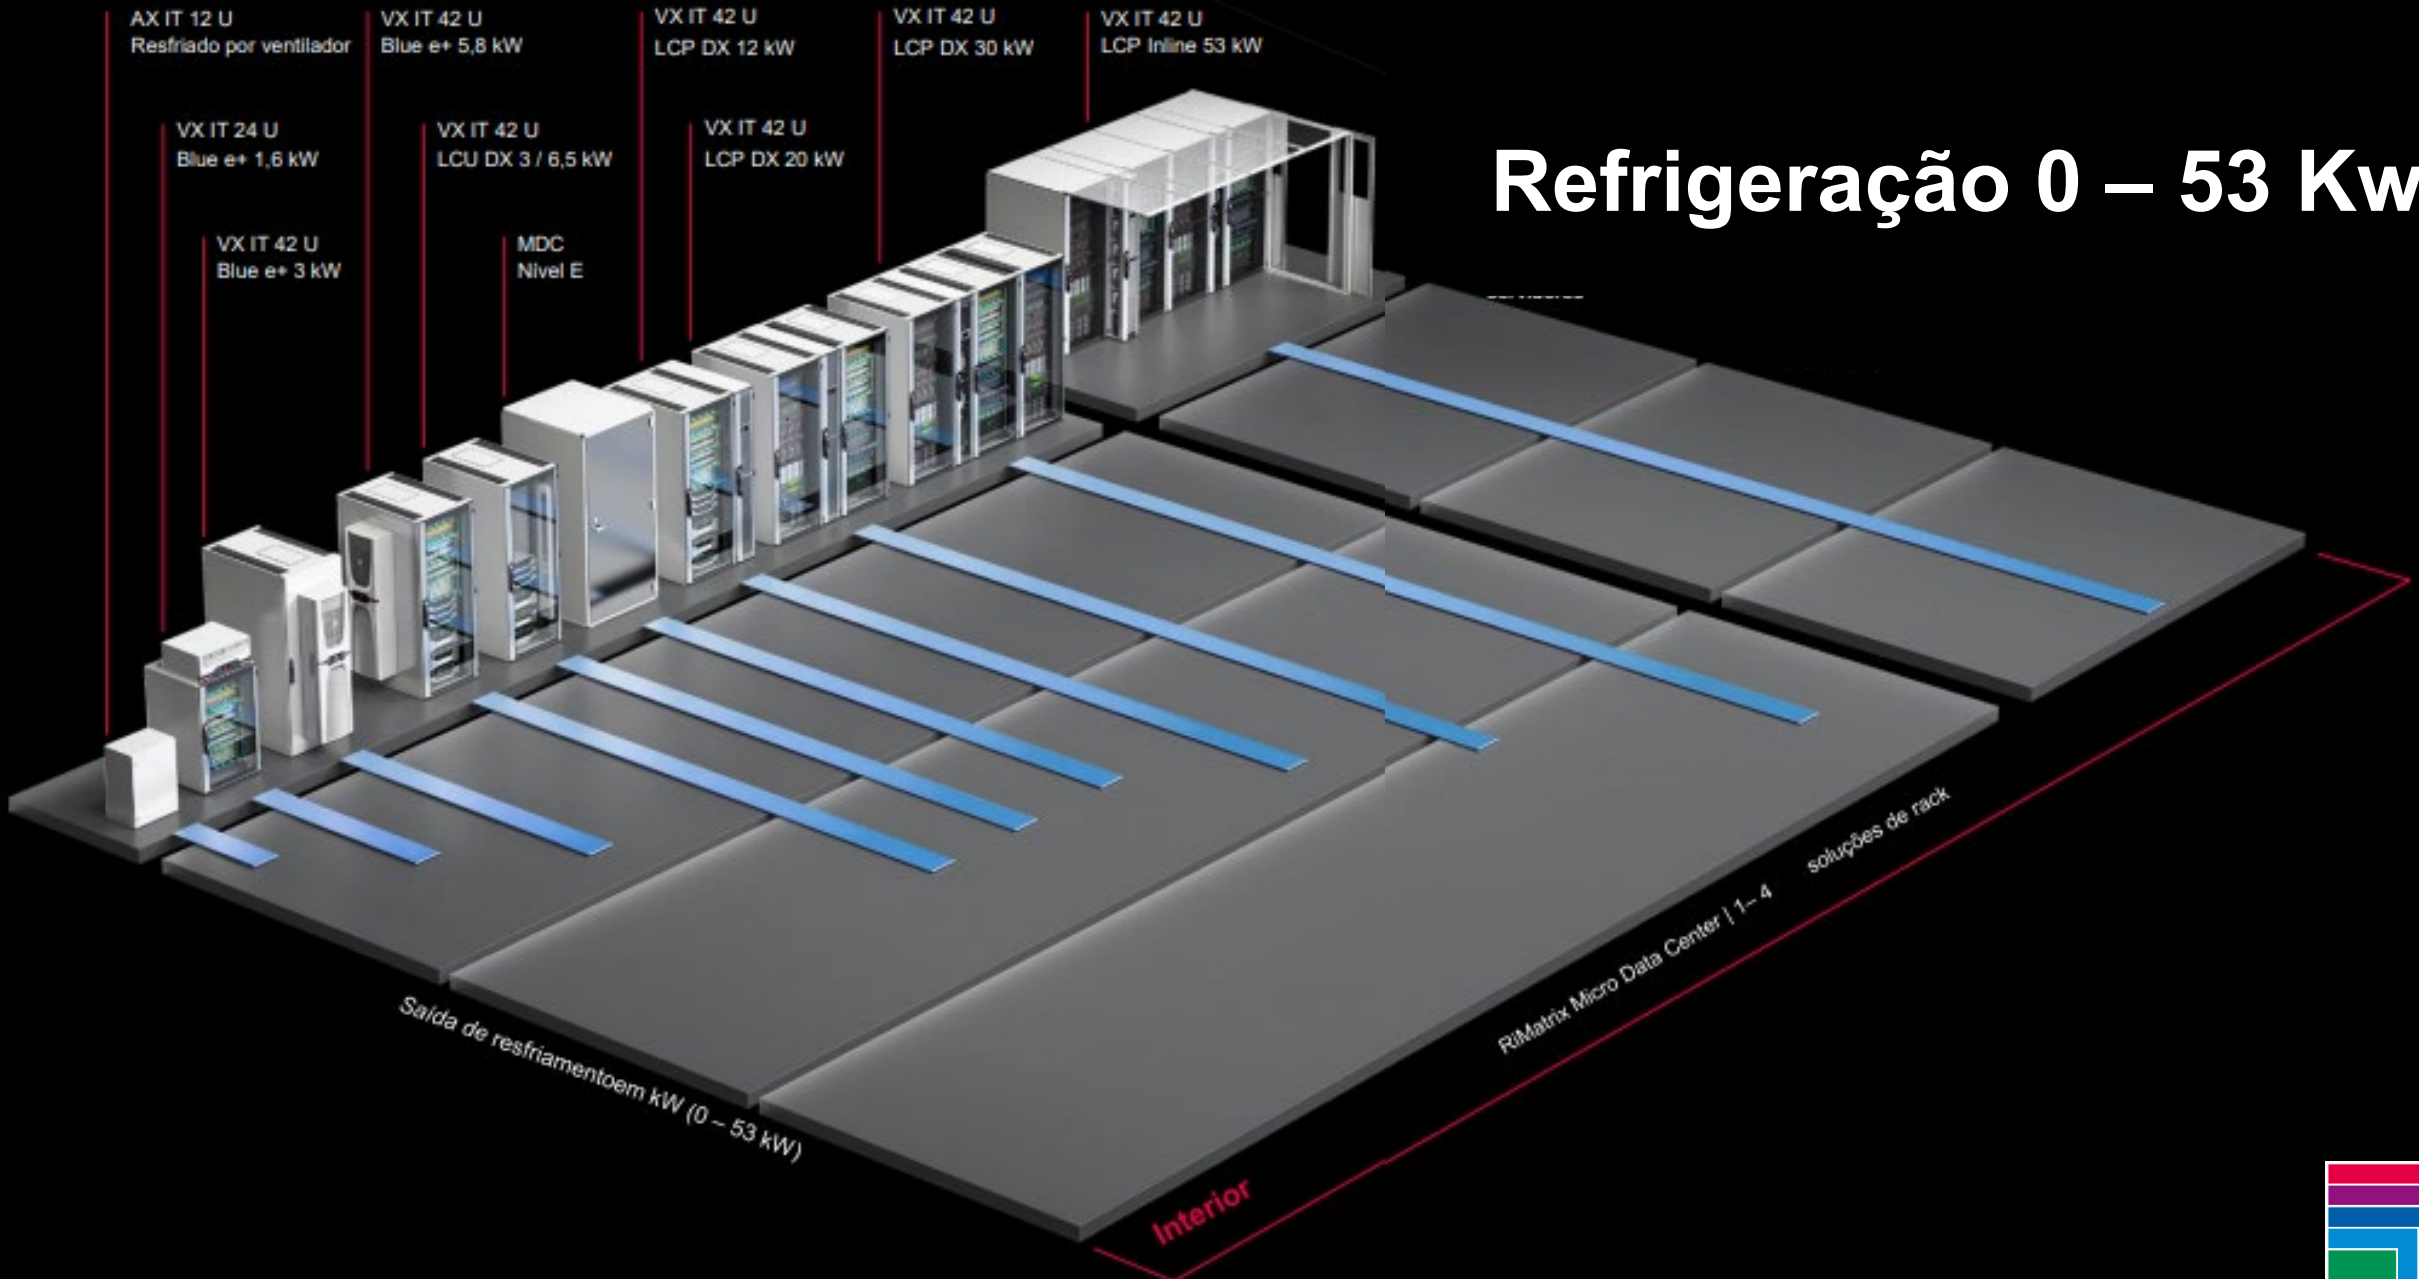 AX IT 12 U
Resfriado por ventilador
VX IT 42 U
Blue e+ 5,8 kW
VX IT 42 U
LCP DX 12 kW
VX IT 42 U
LCP DX 30 kW
VX IT 42 U
LCP Inline 53 kW
VX IT 24 U
Blue e+ 1,6 kW
VX IT 42 U
LCU DX 3 / 6,5 kW
VX IT 42 U
LCP DX 20 kW
Refrigeração 0 – 53 Kw
VX IT 42 U
Blue e+ 3 kW
MDC
Nível E
soluções de rack
RiMatrix Micro Data Center | 1– 4
Saída de resfriamentoem kW (0 – 53 kW)
Interior